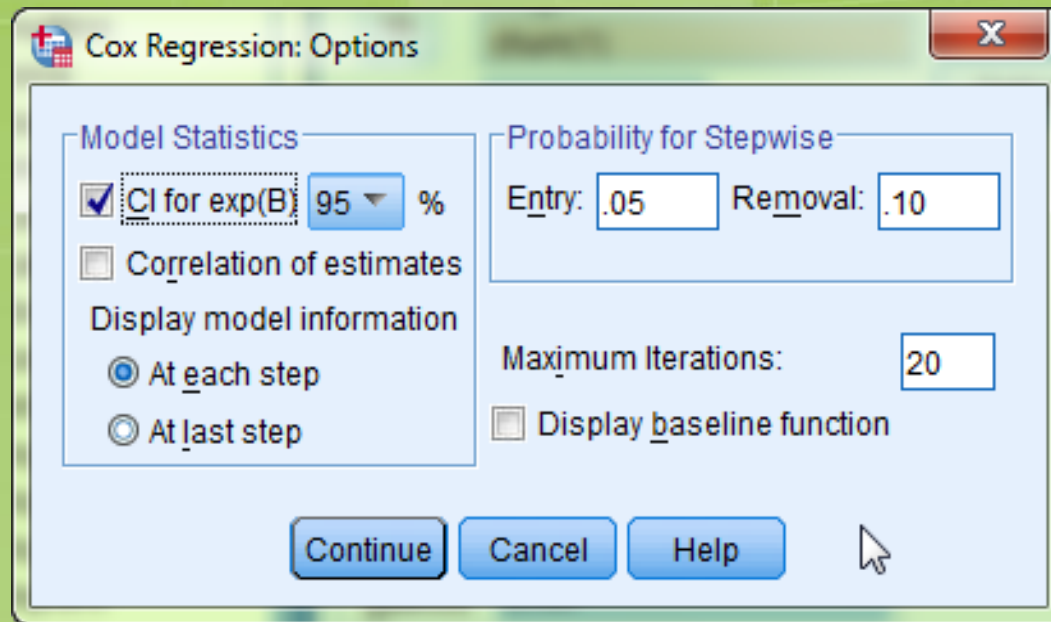 Cox Regression: Options
Model Statistics
CI for exp(B) 95 %
Correlation of estimates
Display model information
At each step
At last step
Probability for Stepwise
Entry: .05 Removal: .10
Maximum Iterations: 20
Display baseline function
Continue Cancel Help